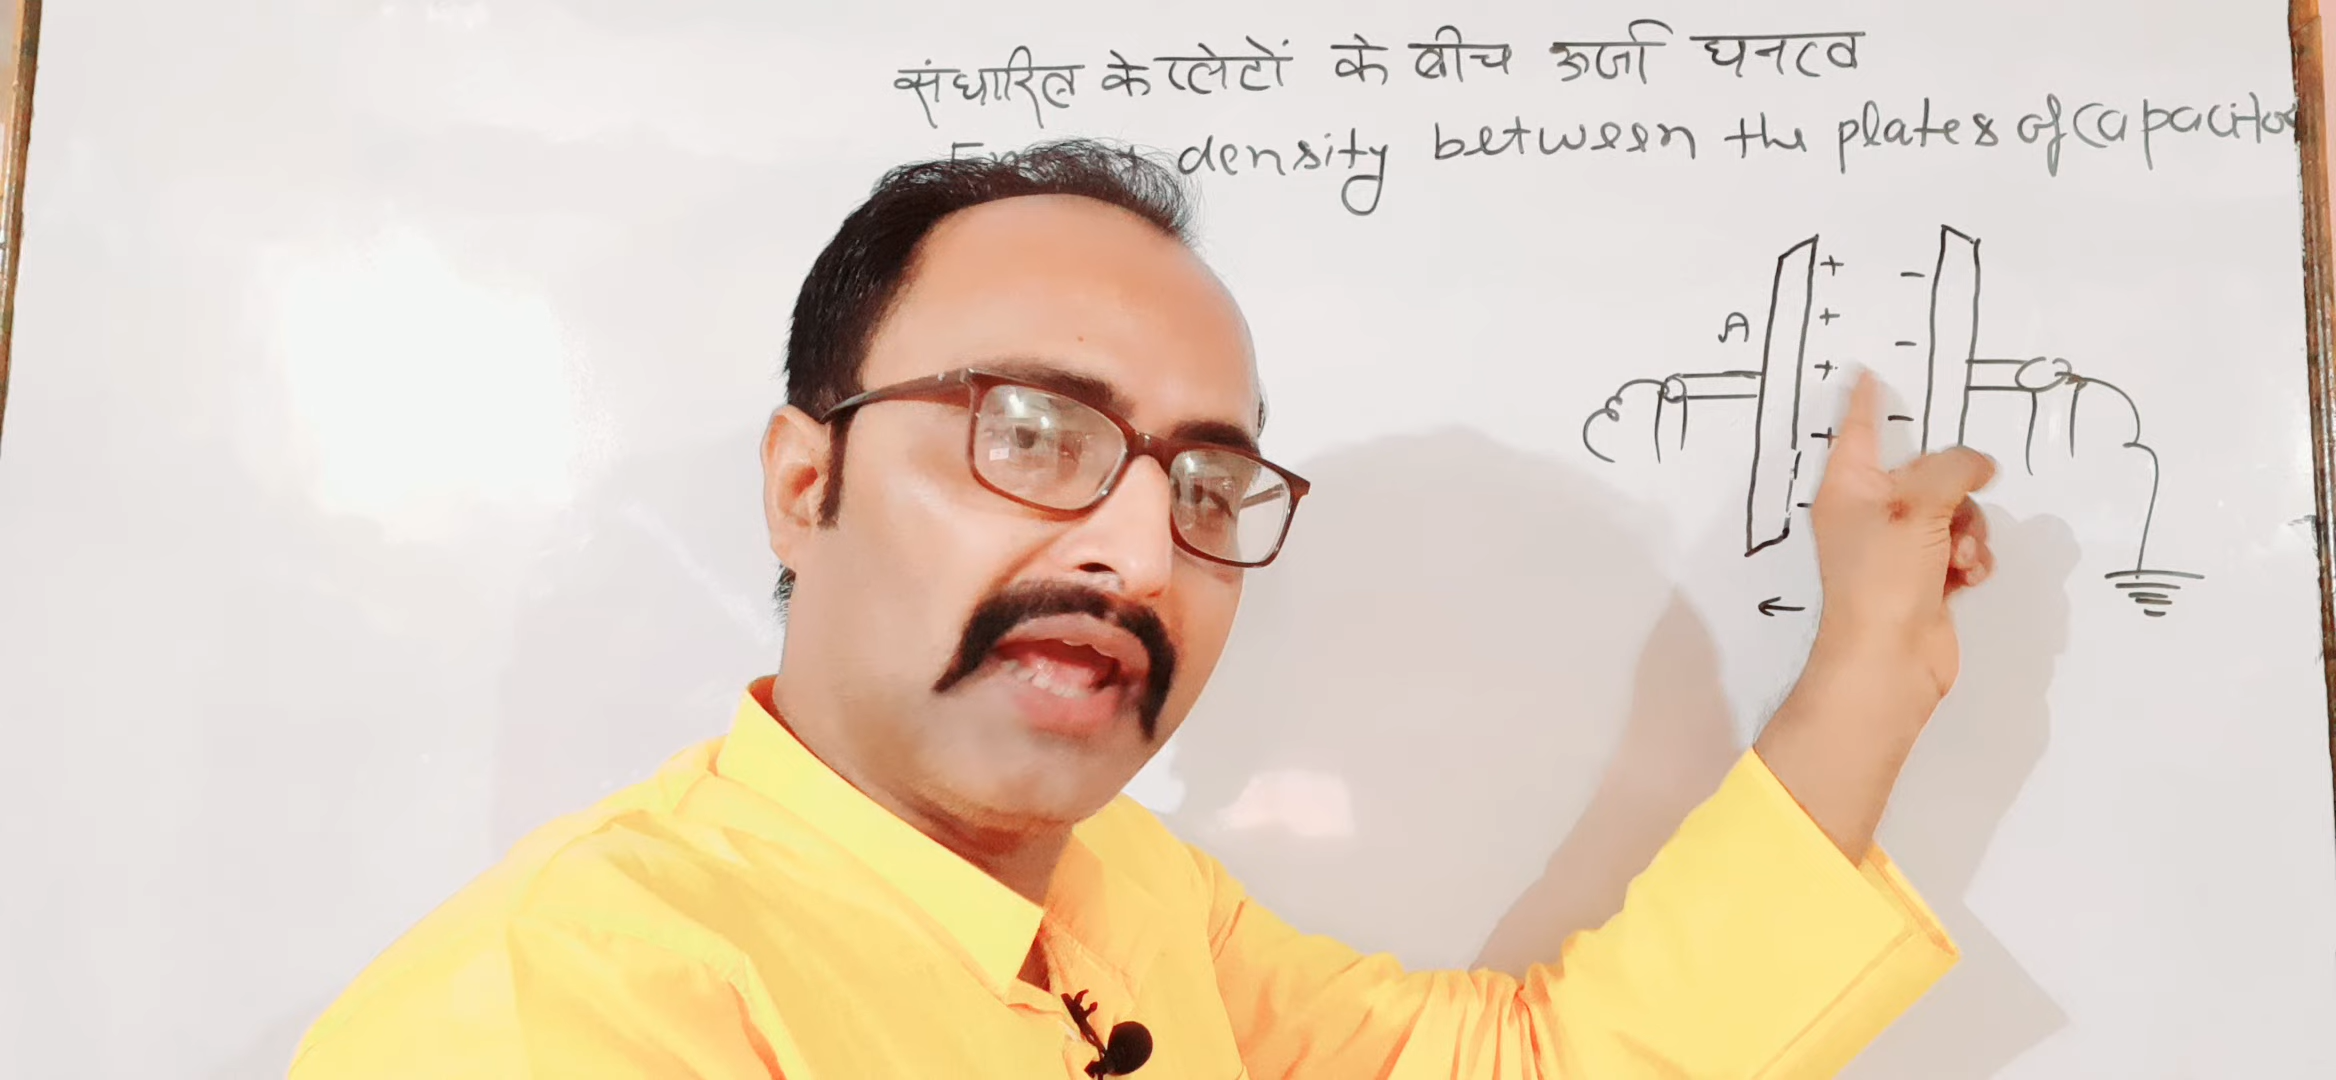 संधारित्र के प्लेटों के बीच ऊर्जा घनत्व
density between the plates of Capacitor
A
+ -
+ -
+ -
+
←